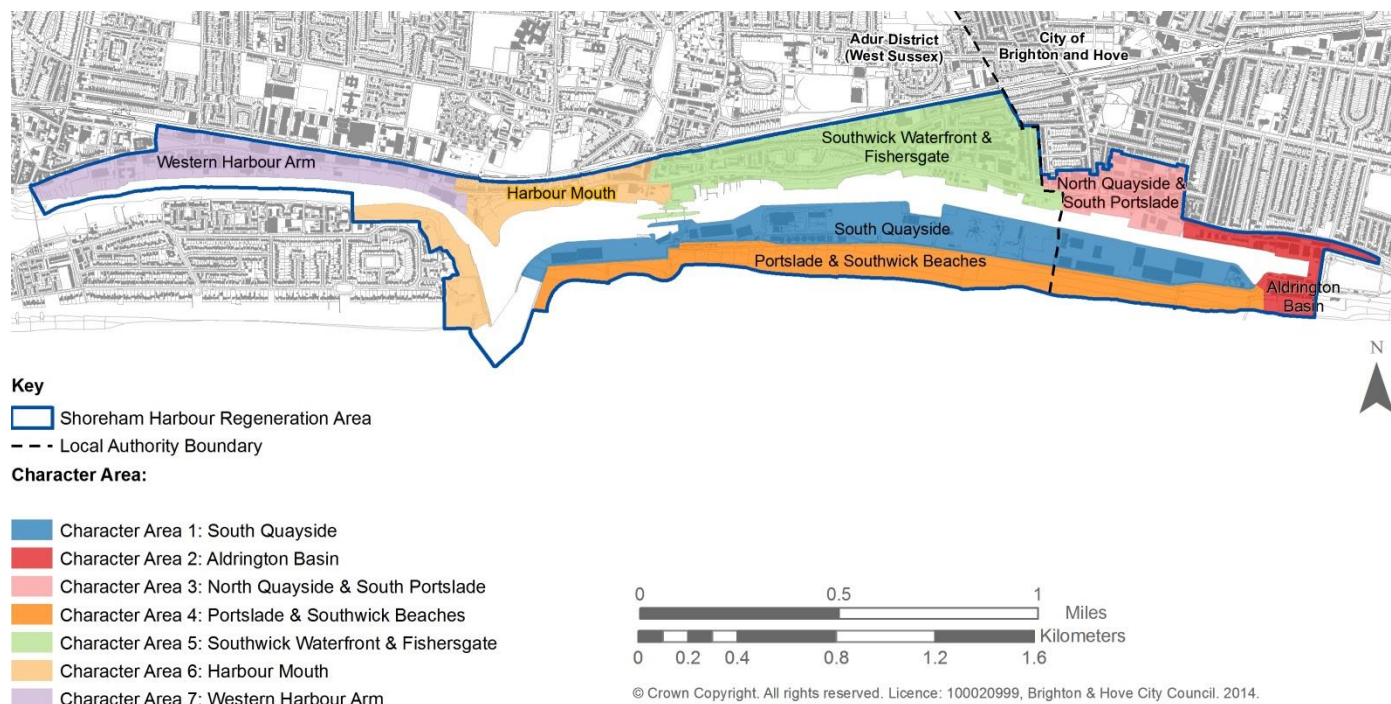 Adur District
(West Sussex)
City of
Brighton and Hove
Western Harbour Arm
Harbour Mouth
Southwick Waterfront &
Fishersgate
North Quayside &
South Portslade
South Quayside
Portslade & Southwick Beaches
Aldrington
Basin
N
Key
Shoreham Harbour Regeneration Area
Local Authority Boundary
Character Area:
Character Area 1: South Quayside
Character Area 2: Aldrington Basin
Character Area 3: North Quayside & South Portslade
Character Area 4: Portslade & Southwick Beaches
Character Area 5: Southwick Waterfront & Fishersgate
Character Area 6: Harbour Mouth
Character Area 7: Western Harbour Arm
0 0.5 1
Miles
Kilometers
0 0.2 0.4 0.8 1.2 1.6
© Crown Copyright. All rights reserved. Licence: 100020999, Brighton & Hove City Council. 2014.